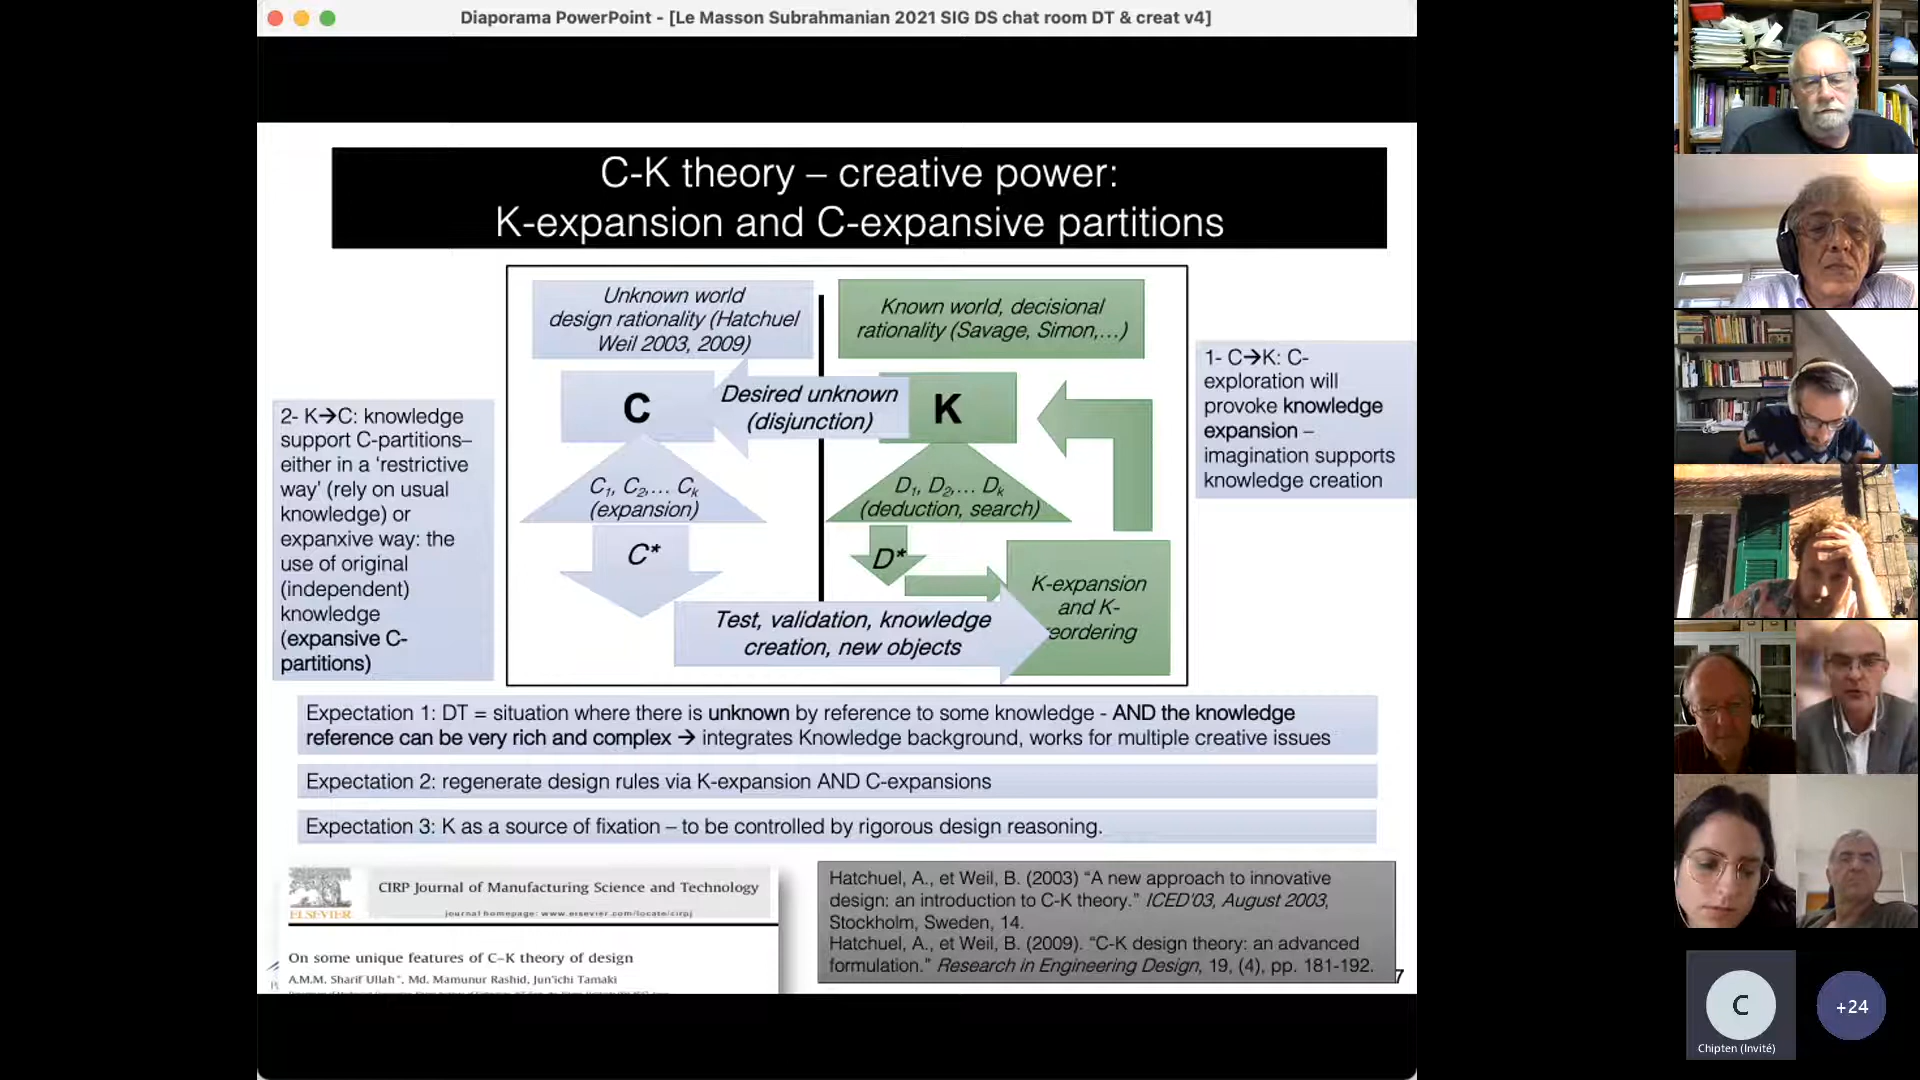 Diaporama PowerPoint - [Le Masson Subrahmanian 2021 SIG DS chat room DT & creat v4]
C-K theory – creative power:
K-expansion and C-expansive partitions
Unknown world
design rationality (Hatchuel
Weil 2003, 2009)
Known world, decisional
rationality (Savage, Simon,…)
C
Desired unknown
(disjunction)
K
C1, C2,… Ck
(expansion)
D1, D2,… Dk
(deduction, search)
C*
D*
K-expansion
and K-
reordering
Test, validation, knowledge
creation, new objects
2- K→C: knowledge
support C-partitions–
either in a ‘restrictive
way’ (rely on usual
knowledge) or
expanxive way: the
use of original
(independent)
knowledge
(expansive C-
partitions)
1- C→K: C-
exploration will
provoke knowledge
expansion –
imagination supports
knowledge creation
Expectation 1: DT = situation where there is unknown by reference to some knowledge - AND the knowledge
reference can be very rich and complex → integrates Knowledge background, works for multiple creative issues
Expectation 2: regenerate design rules via K-expansion AND C-expansions
Expectation 3: K as a source of fixation – to be controlled by rigorous design reasoning.
CIRP Journal of Manufacturing Science and Technology
ELSEVIER
journal homepage: www.elsevier.com/locate/cirpj
On some unique features of C–K theory of design
A.M.M. Sharif Ullah*, Md. Mamunur Rashid, Jun'ichi Tamaki
Hatchuel, A., et Weil, B. (2003) “A new approach to innovative
design: an introduction to C-K theory.” ICED'03, August 2003,
Stockholm, Sweden, 14.
Hatchuel, A., et Weil, B. (2009). “C-K design theory: an advanced
formulation.” Research in Engineering Design, 19, (4), pp. 181-192.
7
C
Chipten (Invité)
+24